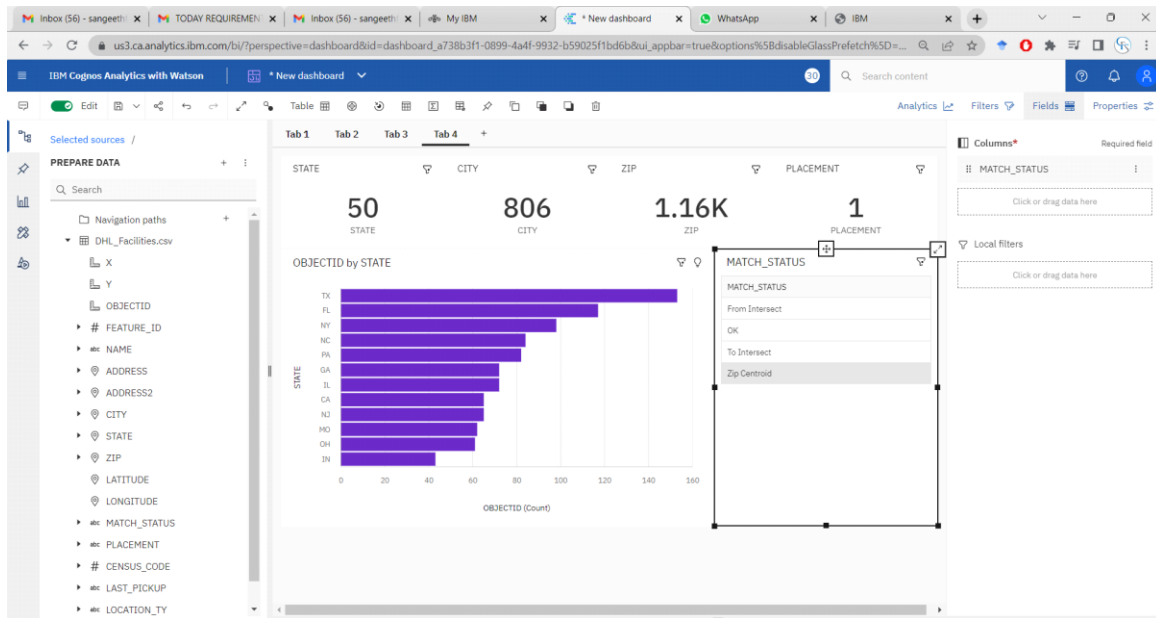 Inbox (56) - sangeeth
TODAY REQUIREMEN
Inbox (56) - sangeeth
My IBM
* New dashboard
WhatsApp
IBM
us3.ca.analytics.ibm.com/bi/?perspective=dashboard&id=dashboard_a738b3f1-0899-4a4f-9932-b59025f1bd6b&ui_appbar=true&options%5BdisableGlassPrefetch%5D=...
IBM Cognos Analytics with Watson
* New dashboard
30
Search content
Edit
Table
Analytics
Filters
Fields
Properties
Selected sources /
PREPARE DATA
Search
Navigation paths
DHL_Facilities.csv
X
Y
OBJECTID
# FEATURE_ID
abc NAME
ADDRESS
ADDRESS2
CITY
STATE
ZIP
LATITUDE
LONGITUDE
abc MATCH_STATUS
abc PLACEMENT
# CENSUS_CODE
abc LAST_PICKUP
abc LOCATION_TY
Tab 1 Tab 2 Tab 3 Tab 4 +
STATE
50
STATE
CITY
806
CITY
ZIP
1.16K
ZIP
PLACEMENT
1
PLACEMENT
OBJECTID by STATE
STATE
TX
FL
NY
NC
PA
GA
IL
CA
NJ
MO
OH
IN
0 20 40 60 80 100 120 140 160
OBJECTID (Count)
MATCH_STATUS
MATCH_STATUS
From Intersect
OK
To Intersect
Zip Centroid
Columns*
Required field
MATCH_STATUS
Click or drag data here
Local filters
Click or drag data here